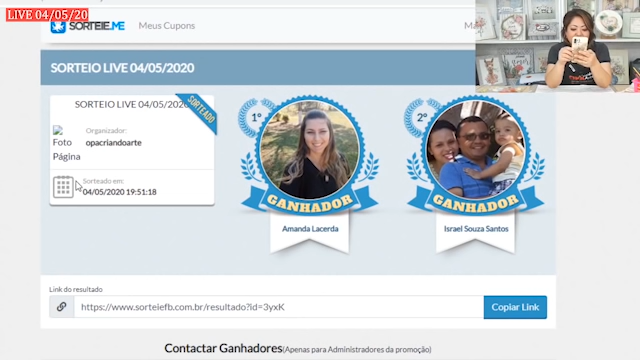 LIVE 04/05/20
SORTEIE.ME
Meus Cupons
SORTEIO LIVE 04/05/2020
SORTEIO LIVE 04/05/2020
SORTEADO
Foto
Página
Organizador:
opacriandoarte
Sorteado em:
04/05/2020 19:51:18
1º
GANHADOR
Amanda Lacerda
2º
GANHADOR
Israel Souza Santos
Link do resultado
https://www.sorteiefb.com.br/resultado?id=3yxK
Copiar Link
Contactar Ganhadores(Apenas para Administradores da promoção)